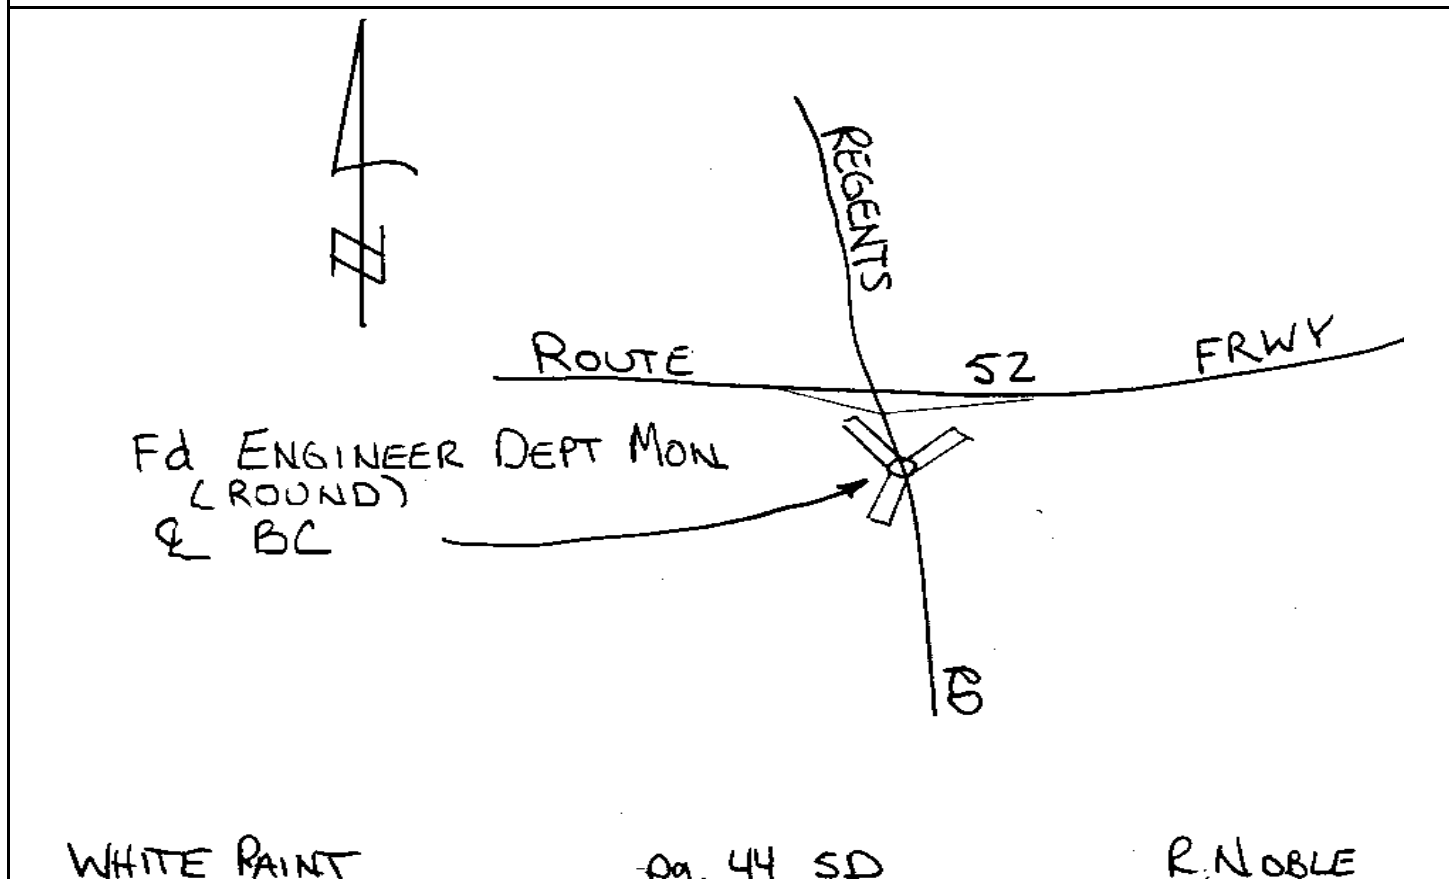 N
REGENTS
ROUTE 52 FRWY
Fd ENGINEER DEPT MON
(ROUND)
℄ BC
WHITE PAINT pg. 44 SD R. NOBLE